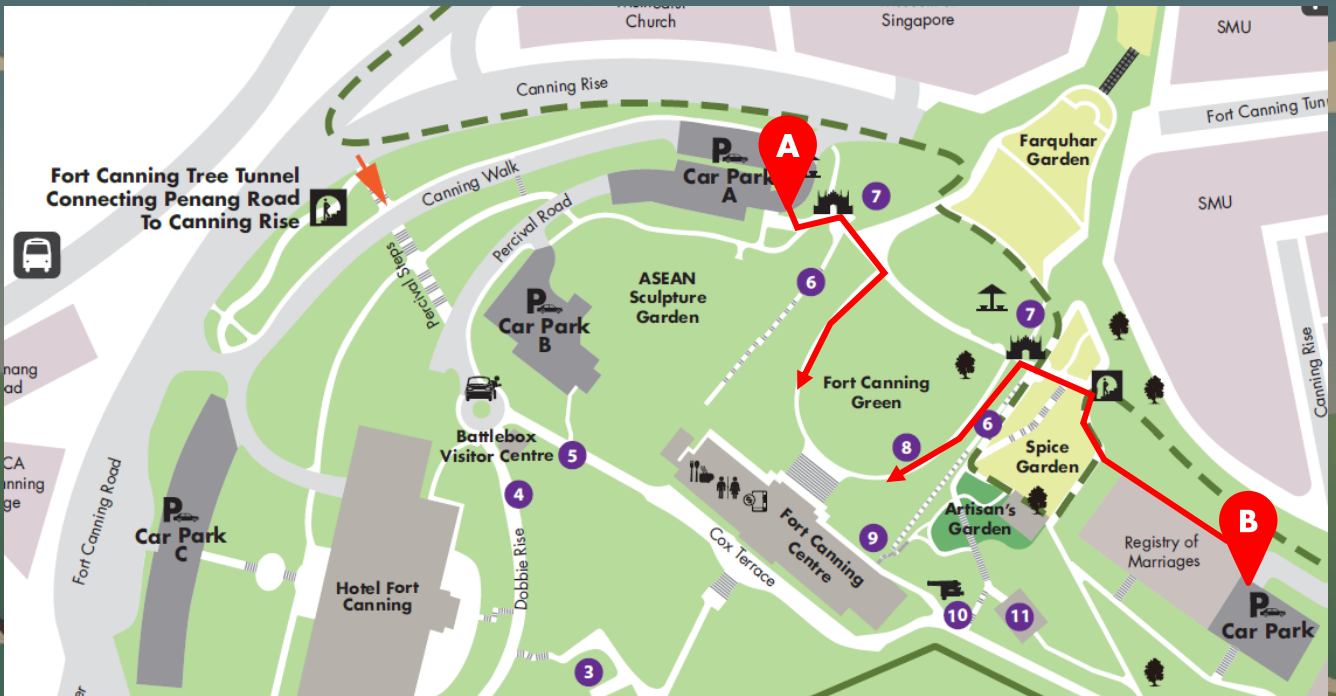 Church
Singapore
SMU
Canning Rise
Fort Canning
Farquhar
Garden
Fort Canning Tree Tunnel
Connecting Penang Road
To Canning Rise
Canning Walk
P
Car Park
A
A
7
SMU
Percival Road
Percival Steps
ASEAN
Sculpture
Garden
6
P
Car Park
B
7
Canning Rise
Fort Canning
Green
Battlebox
Visitor Centre
5
8
6
Spice
Garden
4
Fort Canning Road
P
Car Park
C
Artisan's
Garden
9
Fort Canning
Centre
Cox Terrace
Dobbie Rise
Hotel Fort
Canning
Registry of
Marriages
B
P
Car Park
10
11
3